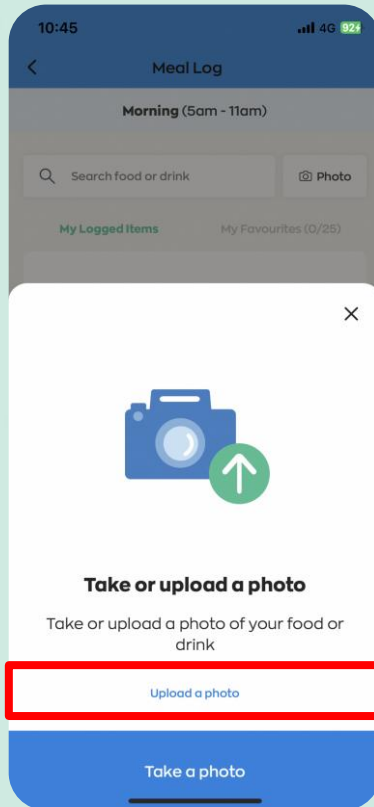 10:45
4G 92
Meal Log
Morning (5am - 11am)
Search food or drink
Photo
My Logged Items
My Favourites (0/25)
Take or upload a photo
Take or upload a photo of your food or
drink
Upload a photo
Take a photo